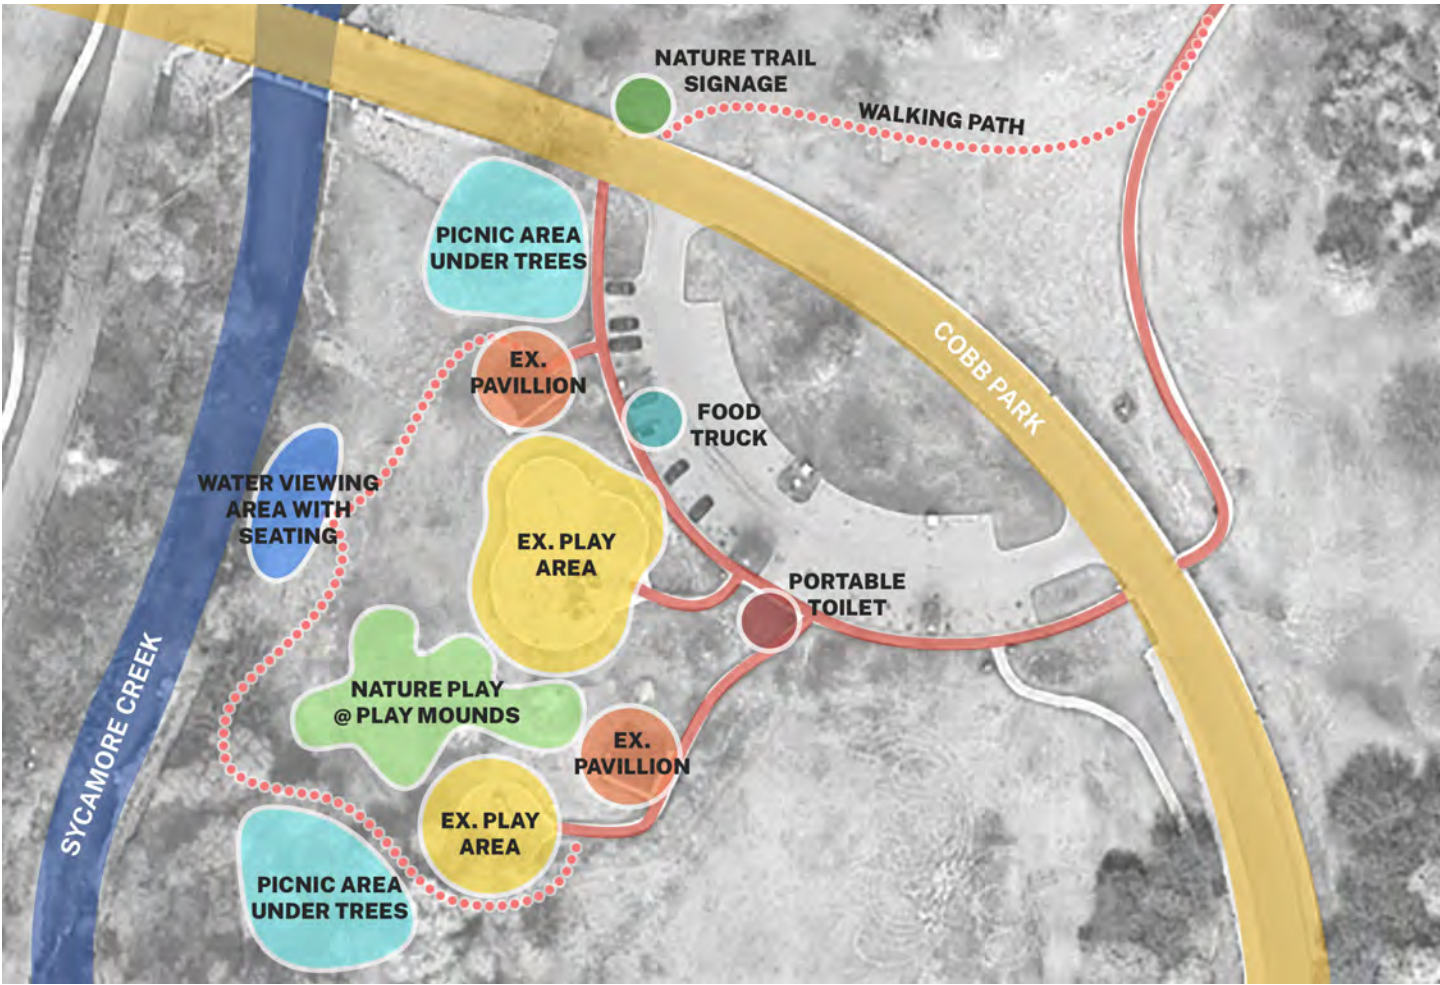 NATURE TRAIL
SIGNAGE
WALKING PATH
PICNIC AREA
UNDER TREES
COBB PARK
EX.
PAVILLION
FOOD
TRUCK
WATER VIEWING
AREA WITH
SEATING
EX. PLAY
AREA
PORTABLE
TOILET
SYCAMORE CREEK
NATURE PLAY
@ PLAY MOUNDS
EX.
PAVILLION
EX. PLAY
AREA
PICNIC AREA
UNDER TREES